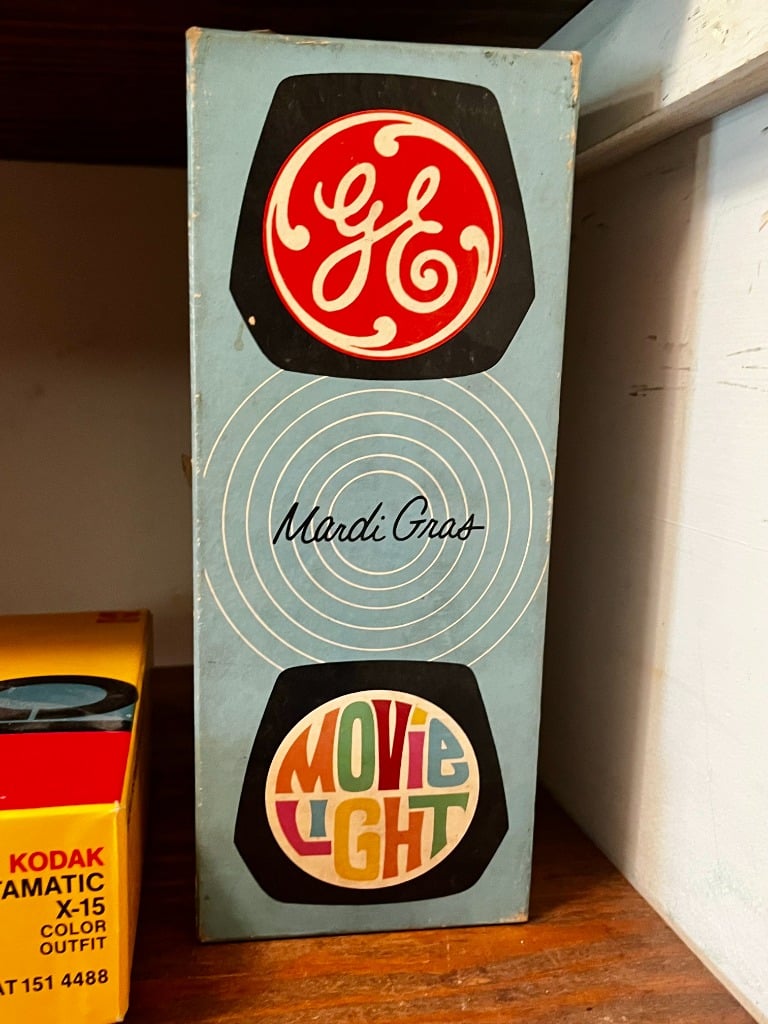 GE
Mardi Gras
MOViE
LiGHT
KODAK
TAMATIC
X-15
COLOR
OUTFIT
AT 151 4488